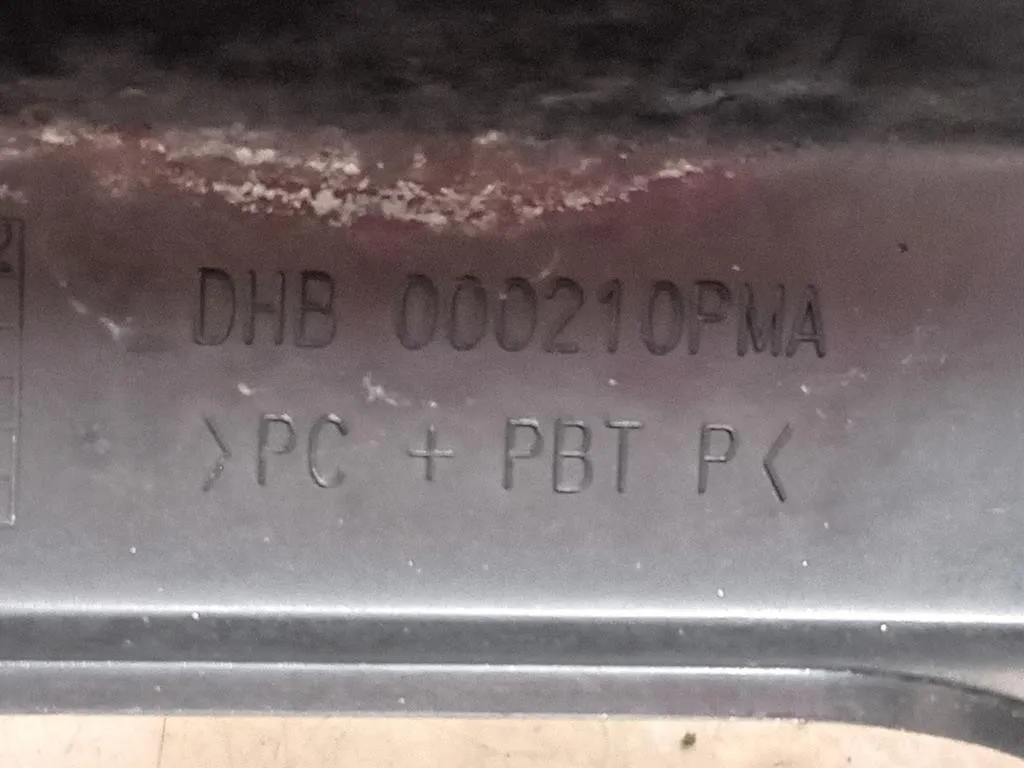 DHB 000210PMA
>PC + PBT P<